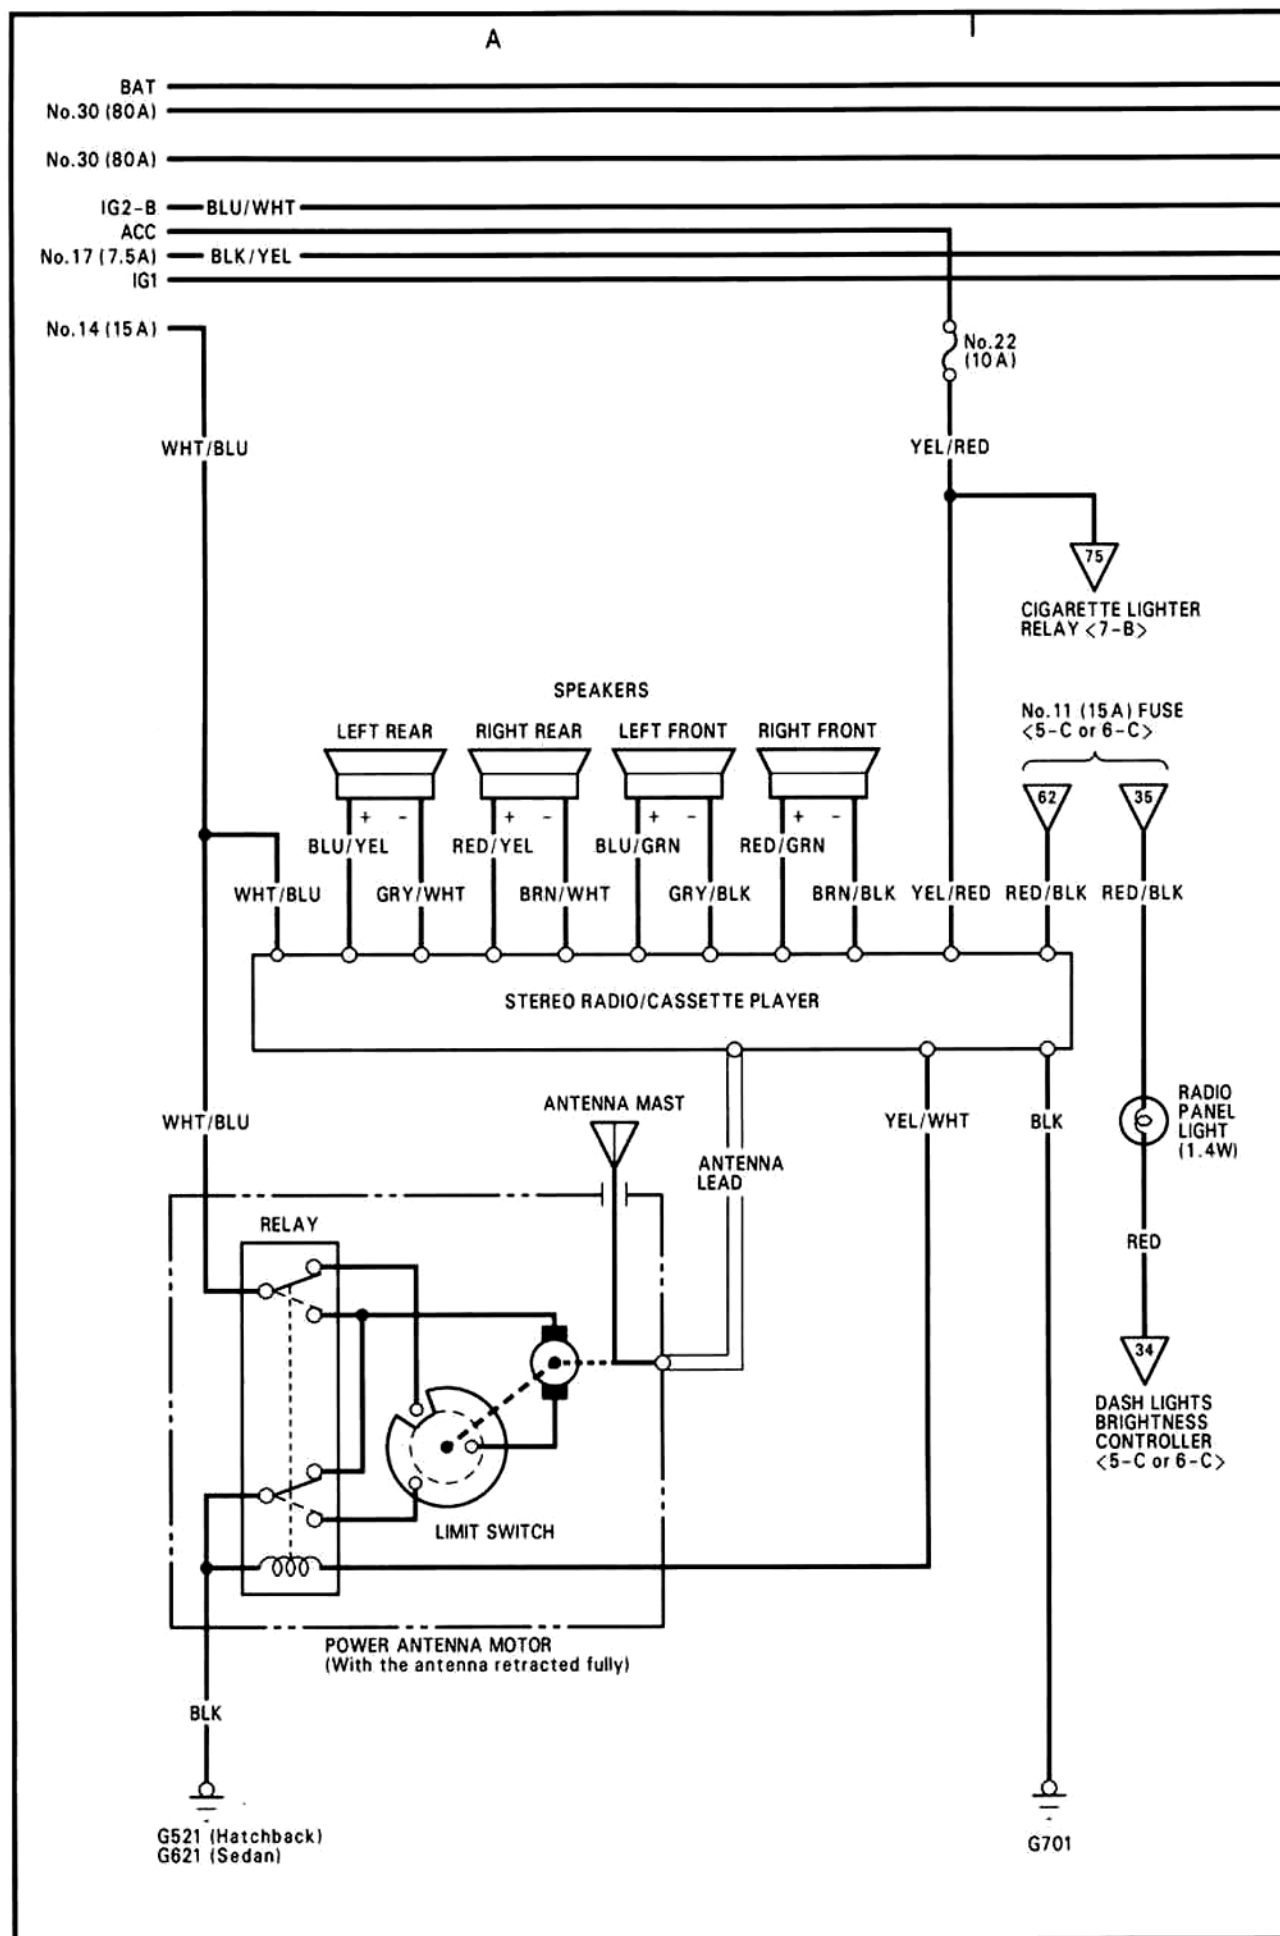 A
BAT
No.30 (80A)
No.30 (80A)
IG2-B BLU/WHT
ACC
No.17 (7.5A) BLK/YEL
IG1
No.14 (15A)
No.22
(10A)
WHT/BLU
YEL/RED
75
CIGARETTE LIGHTER
RELAY <7-B>
SPEAKERS
No.11 (15A) FUSE
<5-C or 6-C>
LEFT REAR RIGHT REAR LEFT FRONT RIGHT FRONT
62 35
+ - + - + - + -
BLU/YEL RED/YEL BLU/GRN RED/GRN
WHT/BLU GRY/WHT BRN/WHT GRY/BLK BRN/BLK YEL/RED RED/BLK RED/BLK
STEREO RADIO/CASSETTE PLAYER
ANTENNA MAST
WHT/BLU
YEL/WHT
BLK
RADIO
PANEL
LIGHT
(1.4W)
ANTENNA
LEAD
RELAY
RED
34
DASH LIGHTS
BRIGHTNESS
CONTROLLER
<5-C or 6-C>
LIMIT SWITCH
POWER ANTENNA MOTOR
(With the antenna retracted fully)
BLK
G521 (Hatchback)
G621 (Sedan)
G701